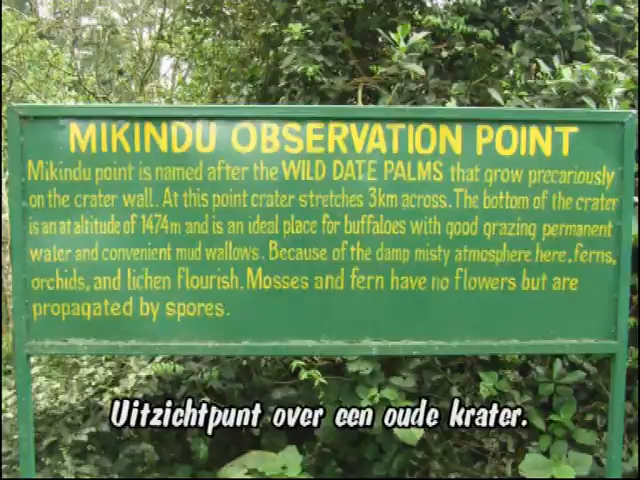 MIKINDU OBSERVATION POINT
Mikindu point is named after the WILD DATE PALMS that grow precariously
on the crater wall. At this point crater stretches 3km across. The bottom of the crater
is an at altitude of 1474m and is an ideal place for buffaloes with good grazing permanent
water and convenient mud wallows. Because of the damp misty atmosphere here, ferns,
orchids, and lichen flourish. Mosses and fern have no flowers but are
propagated by spores.
Uitzichtpunt over een oude krater.